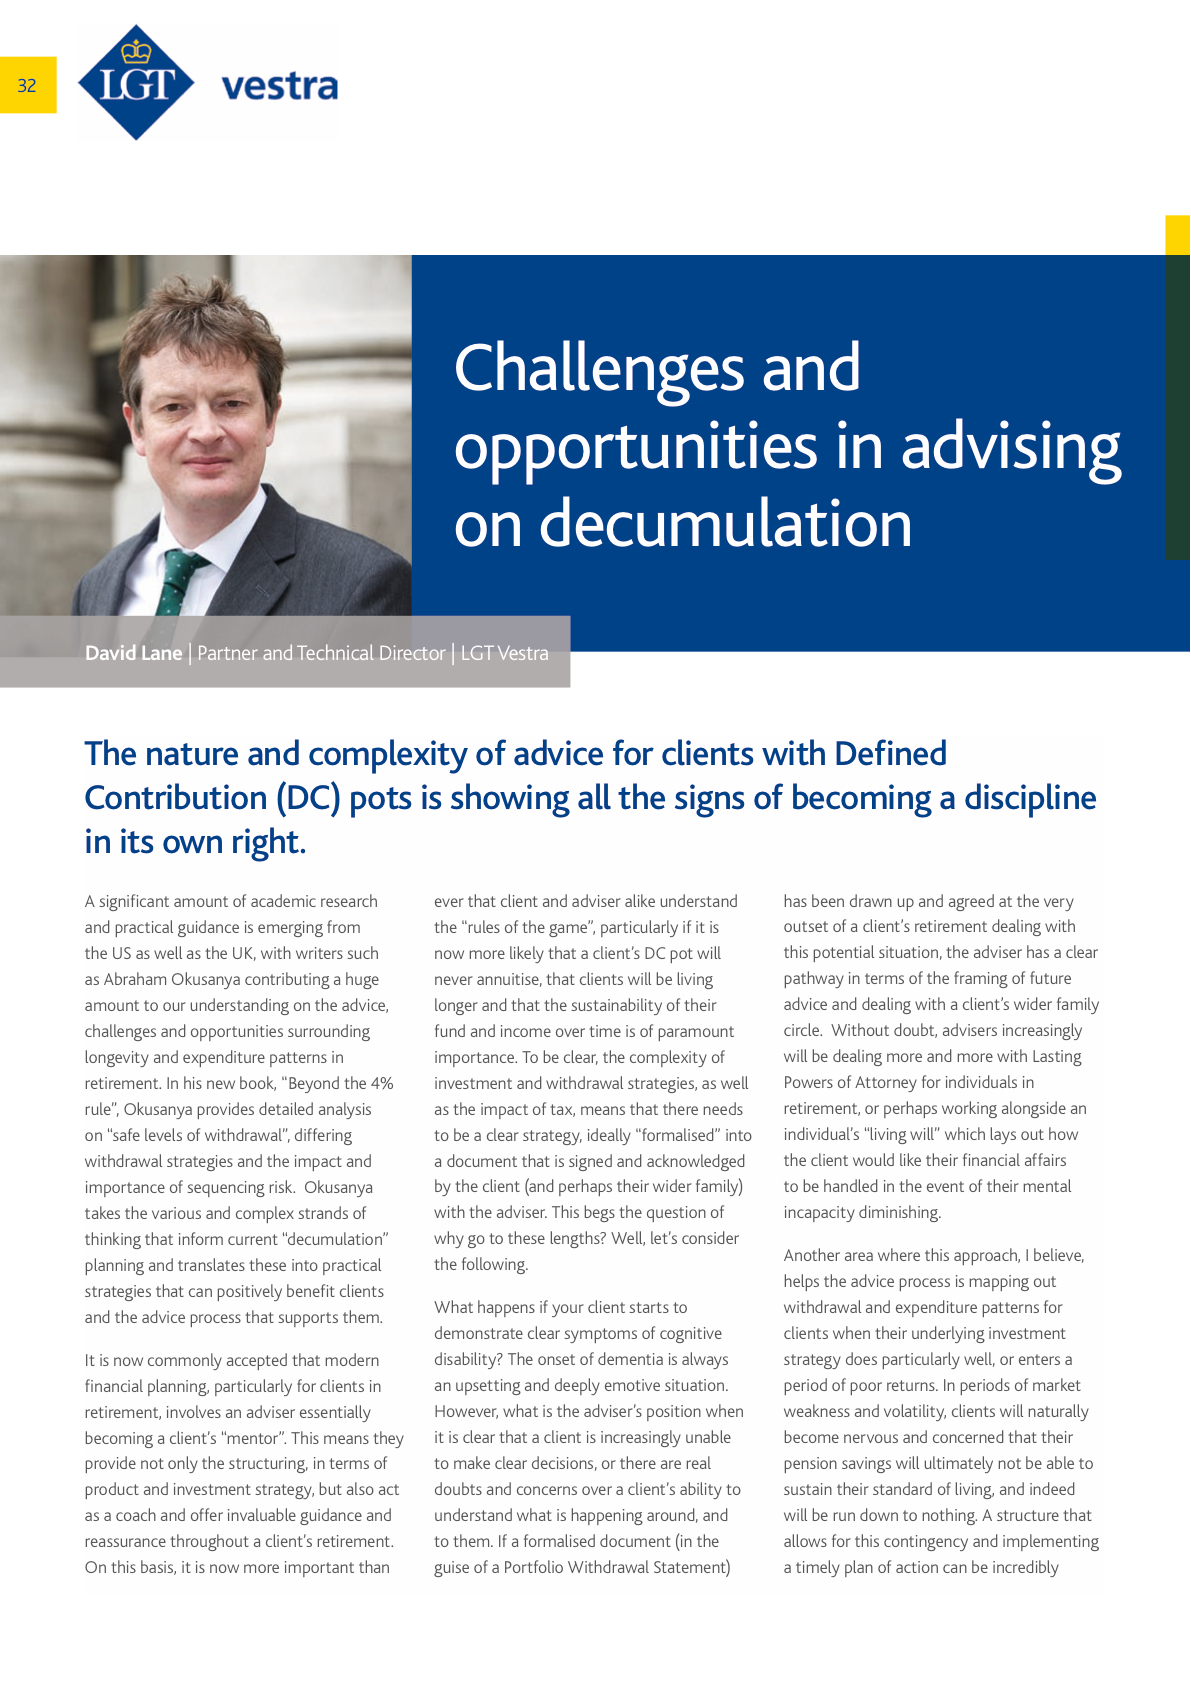 32
LGT
vestra
Challenges and
opportunities in advising
on decumulation
David Lane | Partner and Technical Director | LGT Vestra
The nature and complexity of advice for clients with Defined
Contribution (DC) pots is showing all the signs of becoming a discipline
in its own right.
A significant amount of academic research
and practical guidance is emerging from
the US as well as the UK, with writers such
as Abraham Okusanya contributing a huge
amount to our understanding on the advice,
challenges and opportunities surrounding
longevity and expenditure patterns in
retirement. In his new book, “Beyond the 4%
rule”, Okusanya provides detailed analysis
on “safe levels of withdrawal”, differing
withdrawal strategies and the impact and
importance of sequencing risk.  Okusanya
takes the various and complex strands of
thinking that inform current “decumulation”
planning and translates these into practical
strategies that can positively benefit clients
and the advice process that supports them.
It is now commonly accepted that modern
financial planning, particularly for clients in
retirement, involves an adviser essentially
becoming a client’s “mentor”. This means they
provide not only the structuring, in terms of
product and investment strategy, but also act
as a coach and offer invaluable guidance and
reassurance throughout a client’s retirement.
On this basis, it is now more important than
ever that client and adviser alike understand
the “rules of the game”, particularly if it is
now more likely that a client’s DC pot will
never annuitise, that clients will be living
longer and that the sustainability of their
fund and income over time is of paramount
importance. To be clear, the complexity of
investment and withdrawal strategies, as well
as the impact of tax, means that there needs
to be a clear strategy, ideally “formalised” into
a document that is signed and acknowledged
by the client (and perhaps their wider family)
with the adviser. This begs the question of
why go to these lengths? Well, let’s consider
the following.
What happens if your client starts to
demonstrate clear symptoms of cognitive
disability? The onset of dementia is always
an upsetting and deeply emotive situation.
However, what is the adviser’s position when
it is clear that a client is increasingly unable
to make clear decisions, or there are real
doubts and concerns over a client’s ability to
understand what is happening around, and
to them. If a formalised document (in the
guise of a Portfolio Withdrawal Statement)
has been drawn up and agreed at the very
outset of a client’s retirement dealing with
this potential situation, the adviser has a clear
pathway in terms of the framing of future
advice and dealing with a client’s wider family
circle.  Without doubt, advisers increasingly
will be dealing more and more with Lasting
Powers of Attorney for individuals in
retirement, or perhaps working alongside an
individual’s “living will” which lays out how
the client would like their financial affairs
to be handled in the event of their mental
incapacity diminishing.
Another area where this approach, I believe,
helps the advice process is mapping out
withdrawal and expenditure patterns for
clients when their underlying investment
strategy does particularly well, or enters a
period of poor returns. In periods of market
weakness and volatility, clients will naturally
become nervous and concerned that their
pension savings will ultimately not be able to
sustain their standard of living, and indeed
will be run down to nothing. A structure that
allows for this contingency and implementing
a timely plan of action can be incredibly